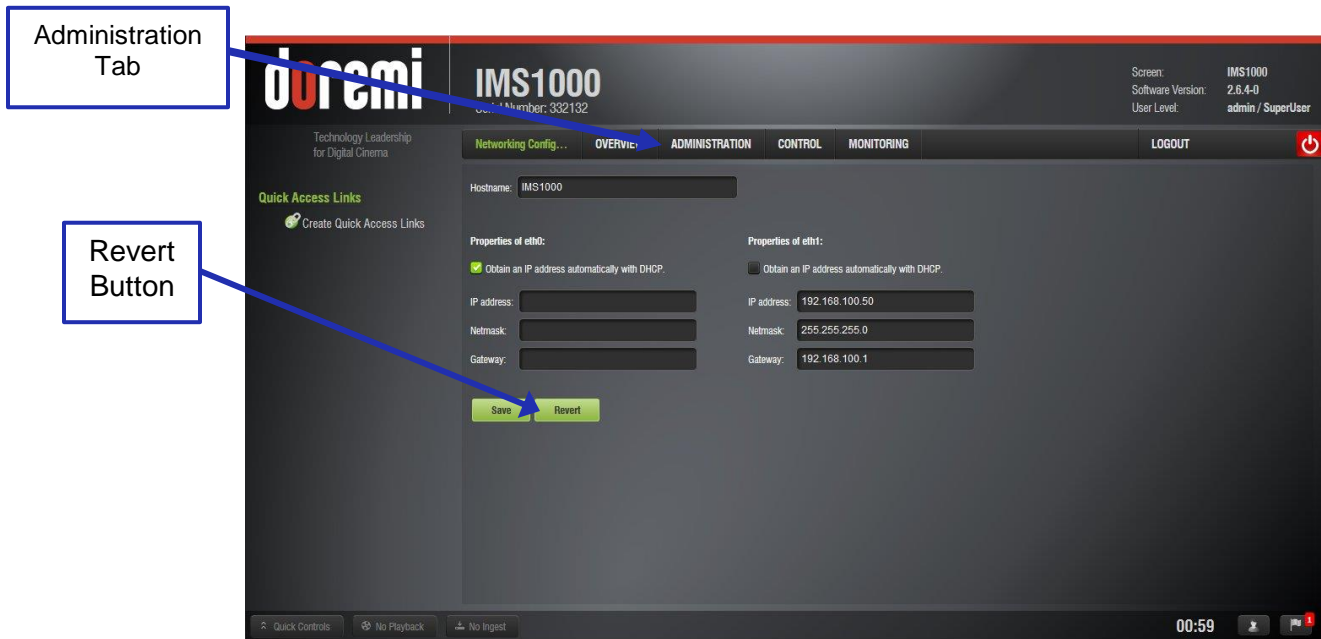 Administration
Tab
doremi
Technology Leadership
for Digital Cinema
IMS1000
Serial Number: 332132
Screen: IMS1000
Software Version: 2.6.4-0
User Level: admin / SuperUser
Networking Config... OVERVIEW ADMINISTRATION CONTROL MONITORING LOGOUT
Quick Access Links
Create Quick Access Links
Revert
Button
Hostname: IMS1000
Properties of eth0: Properties of eth1:
Obtain an IP address automatically with DHCP. Obtain an IP address automatically with DHCP.
IP address: IP address: 192.168.100.50
Netmask: Netmask: 255.255.255.0
Gateway: Gateway: 192.168.100.1
Save Revert
Quick Controls No Playback No Ingest 00:59 1